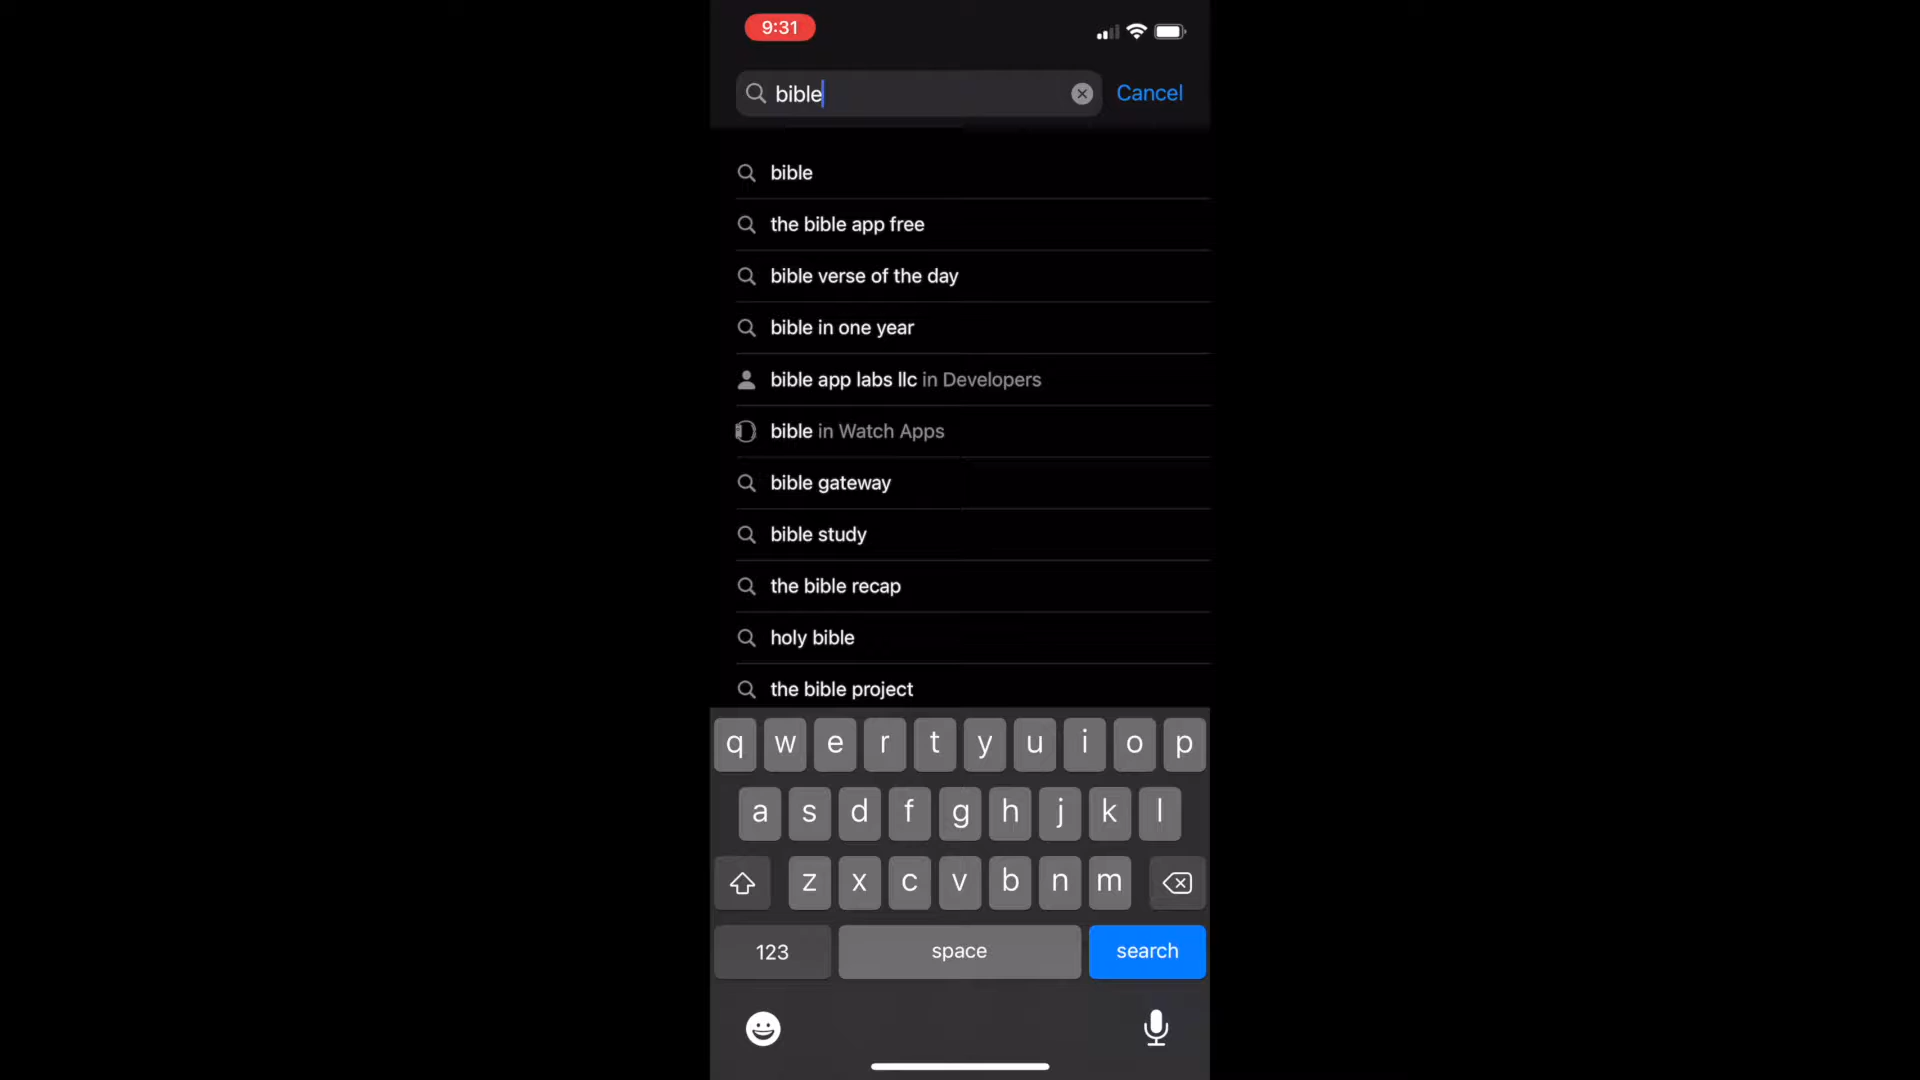 9:31
bible
Cancel
bible
the bible app free
bible verse of the day
bible in one year
bible app labs llc in Developers
bible in Watch Apps
bible gateway
bible study
the bible recap
holy bible
the bible project
q w e r t y u i o p
a s d f g h j k l
z x c v b n m
123 space search